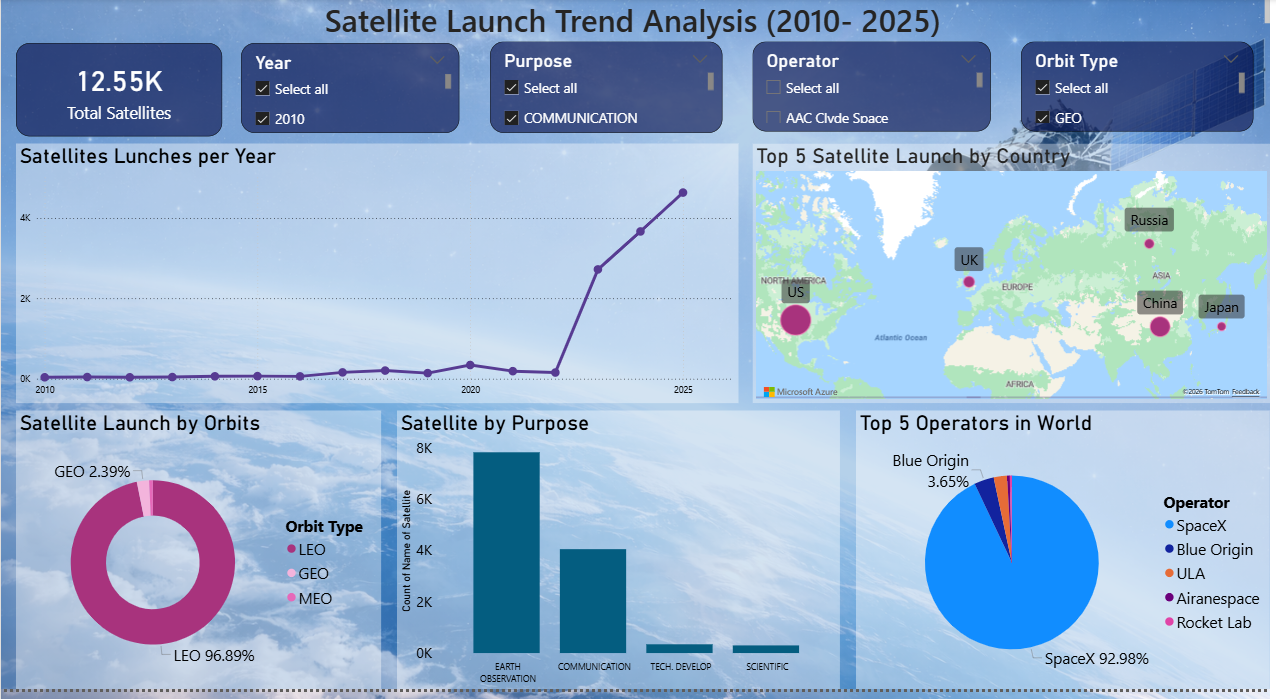 Satellite Launch Trend Analysis (2010- 2025)
12.55K
Total Satellites
Year
Select all
2010
Purpose
Select all
COMMUNICATION
Operator
Select all
AAC Clyde Space
Orbit Type
Select all
GEO
Satellites Lunches per Year
4K
2K
0K
2010
2015
2020
2025
Top 5 Satellite Launch by Country
Russia
UK
NORTH AMERICA
US
EUROPE
ASIA
China
Japan
Atlantic Ocean
AFRICA
Microsoft Azure
©2026 TomTom Feedback
Satellite Launch by Orbits
GEO 2.39%
LEO 96.89%
Orbit Type
LEO
GEO
MEO
Satellite by Purpose
Count of Name of Satellite
8K
6K
4K
2K
0K
EARTH
OBSERVATION
COMMUNICATION
TECH. DEVELOP
SCIENTIFIC
Top 5 Operators in World
Blue Origin
3.65%
SpaceX 92.98%
Operator
SpaceX
Blue Origin
ULA
Airanespace
Rocket Lab